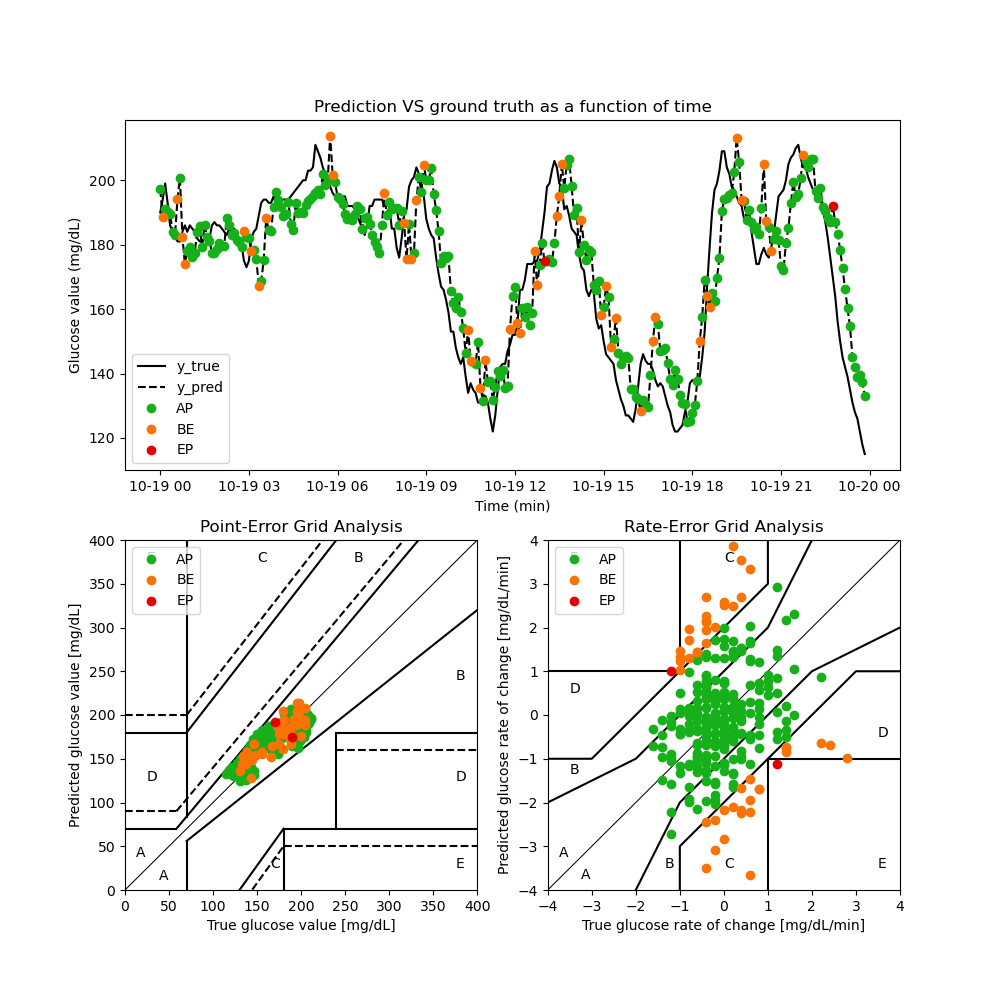 Prediction VS ground truth as a function of time
Glucose value (mg/dL)
200
180
160
140
120
y_true
y_pred
AP
BE
EP
10-19 00 10-19 03 10-19 06 10-19 09 10-19 12 10-19 15 10-19 18 10-19 21 10-20 00
Time (min)
Point-Error Grid Analysis
Predicted glucose value [mg/dL]
400
350
300
250
200
150
100
50
0
AP
BE
EP
C
B
B
D
D
A
A
C
E
0 50 100 150 200 250 300 350 400
True glucose value [mg/dL]
Rate-Error Grid Analysis
Predicted glucose rate of change [mg/dL/min]
4
3
2
1
0
−1
−2
−3
−4
AP
BE
EP
C
D
D
B
A
A
B
C
E
−4 −3 −2 −1 0 1 2 3 4
True glucose rate of change [mg/dL/min]